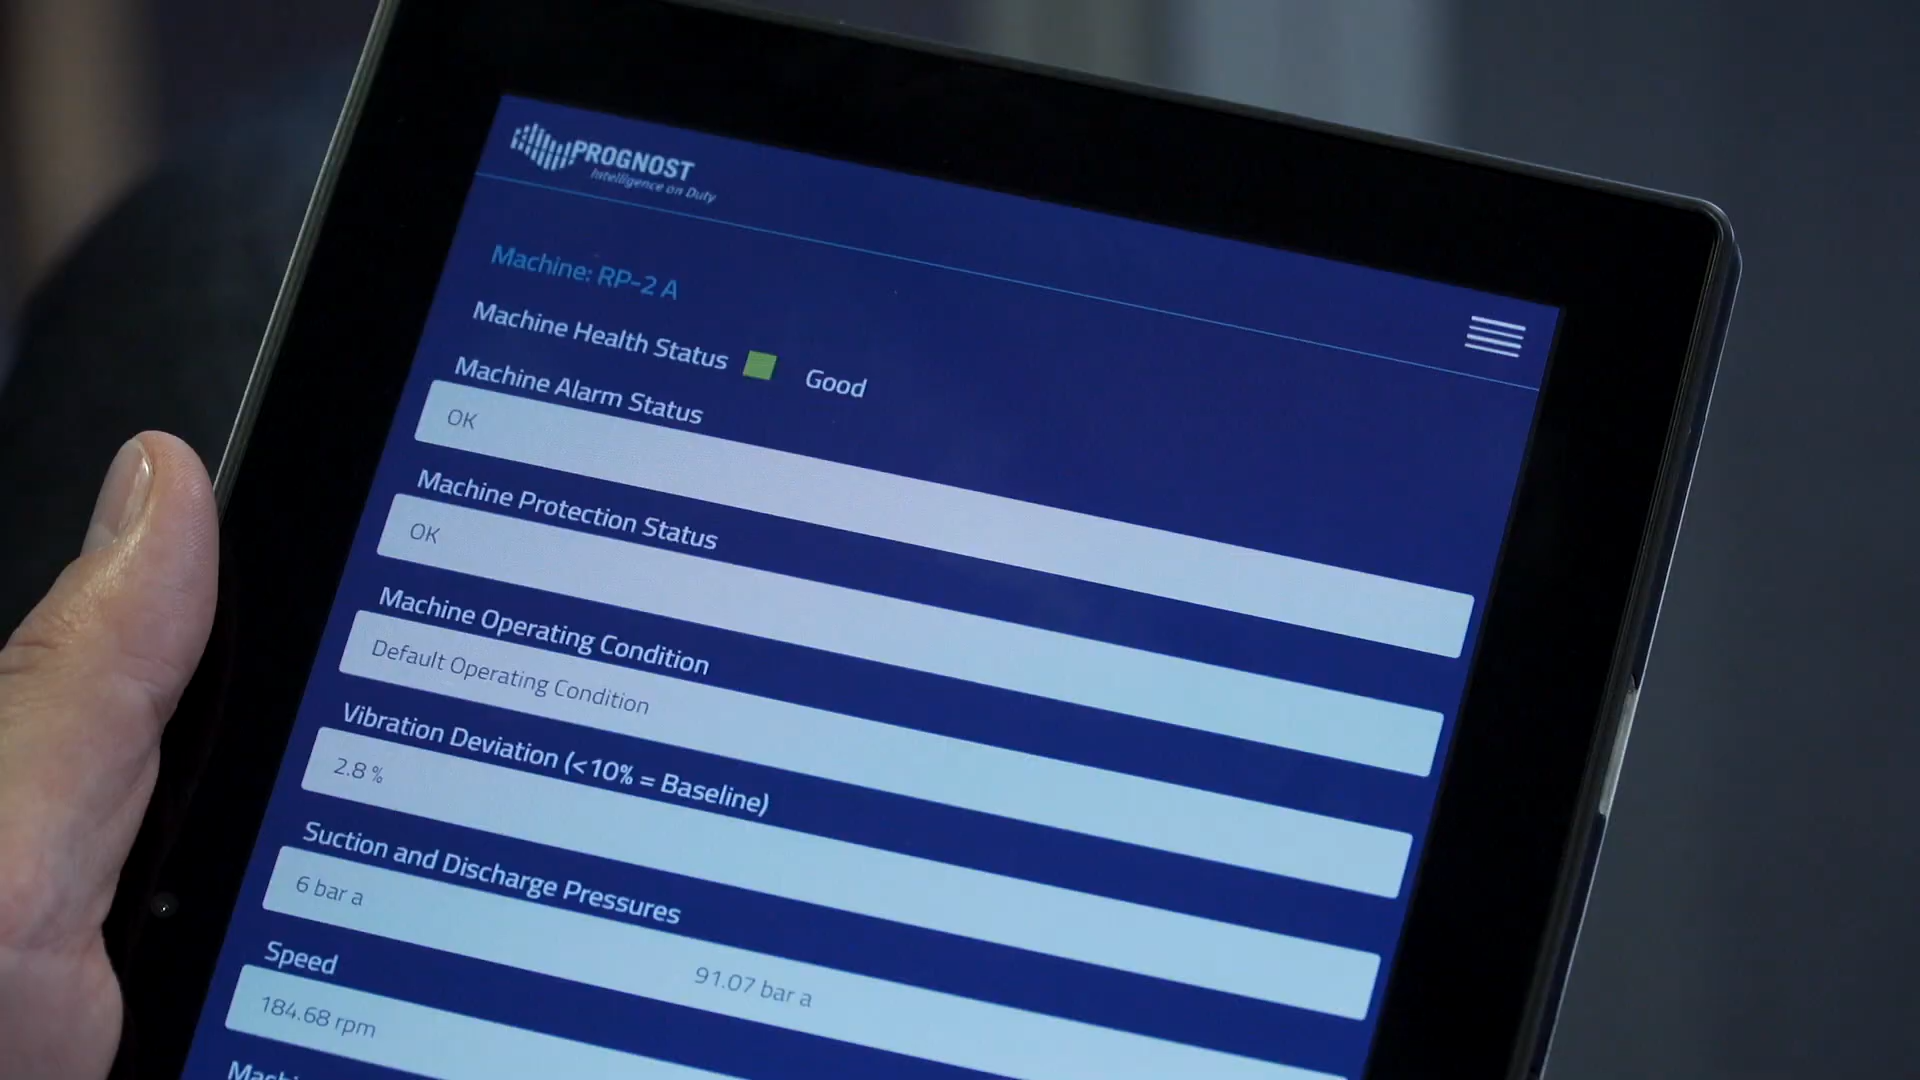 PROGNOST
Intelligence on Duty
Machine: RP-2 A
Machine Health Status Good
Machine Alarm Status
OK
Machine Protection Status
OK
Machine Operating Condition
Default Operating Condition
Vibration Deviation (<10% = Baseline)
2.8 %
Suction and Discharge Pressures
6 bar a 91.07 bar a
Speed
184.68 rpm